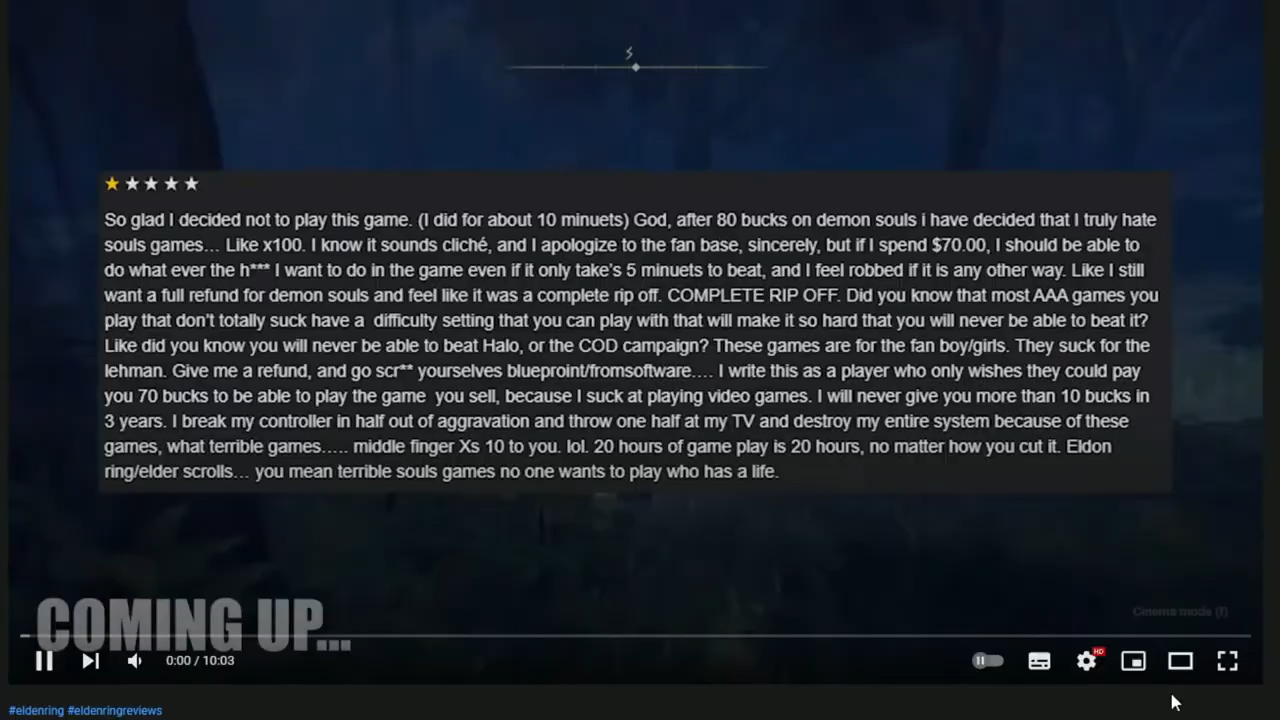 So glad I decided not to play this game. (I did for about 10 minuets) God, after 80 bucks on demon souls i have decided that I truly hate
souls games... Like x100. I know it sounds cliché, and I apologize to the fan base, sincerely, but if I spend $70.00, I should be able to
do what ever the h*** I want to do in the game even if it only take's 5 minuets to beat, and I feel robbed if it is any other way. Like I still
want a full refund for demon souls and feel like it was a complete rip off. COMPLETE RIP OFF. Did you know that most AAA games you
play that don't totally suck have a  difficulty setting that you can play with that will make it so hard that you will never be able to beat it?
Like did you know you will never be able to beat Halo, or the COD campaign? These games are for the fan boy/girls. They suck for the
lehman. Give me a refund, and go scr** yourselves blueproint/fromsoftware.... I write this as a player who only wishes they could pay
you 70 bucks to be able to play the game  you sell, because I suck at playing video games. I will never give you more than 10 bucks in
3 years. I break my controller in half out of aggravation and throw one half at my TV and destroy my entire system because of these
games, what terrible games..... middle finger Xs 10 to you. lol. 20 hours of game play is 20 hours, no matter how you cut it. Eldon
ring/elder scrolls... you mean terrible souls games no one wants to play who has a life.
COMING UP...
Cinema mode (f)
0:00 / 10:03
HD
#eldenring #eldenringreviews